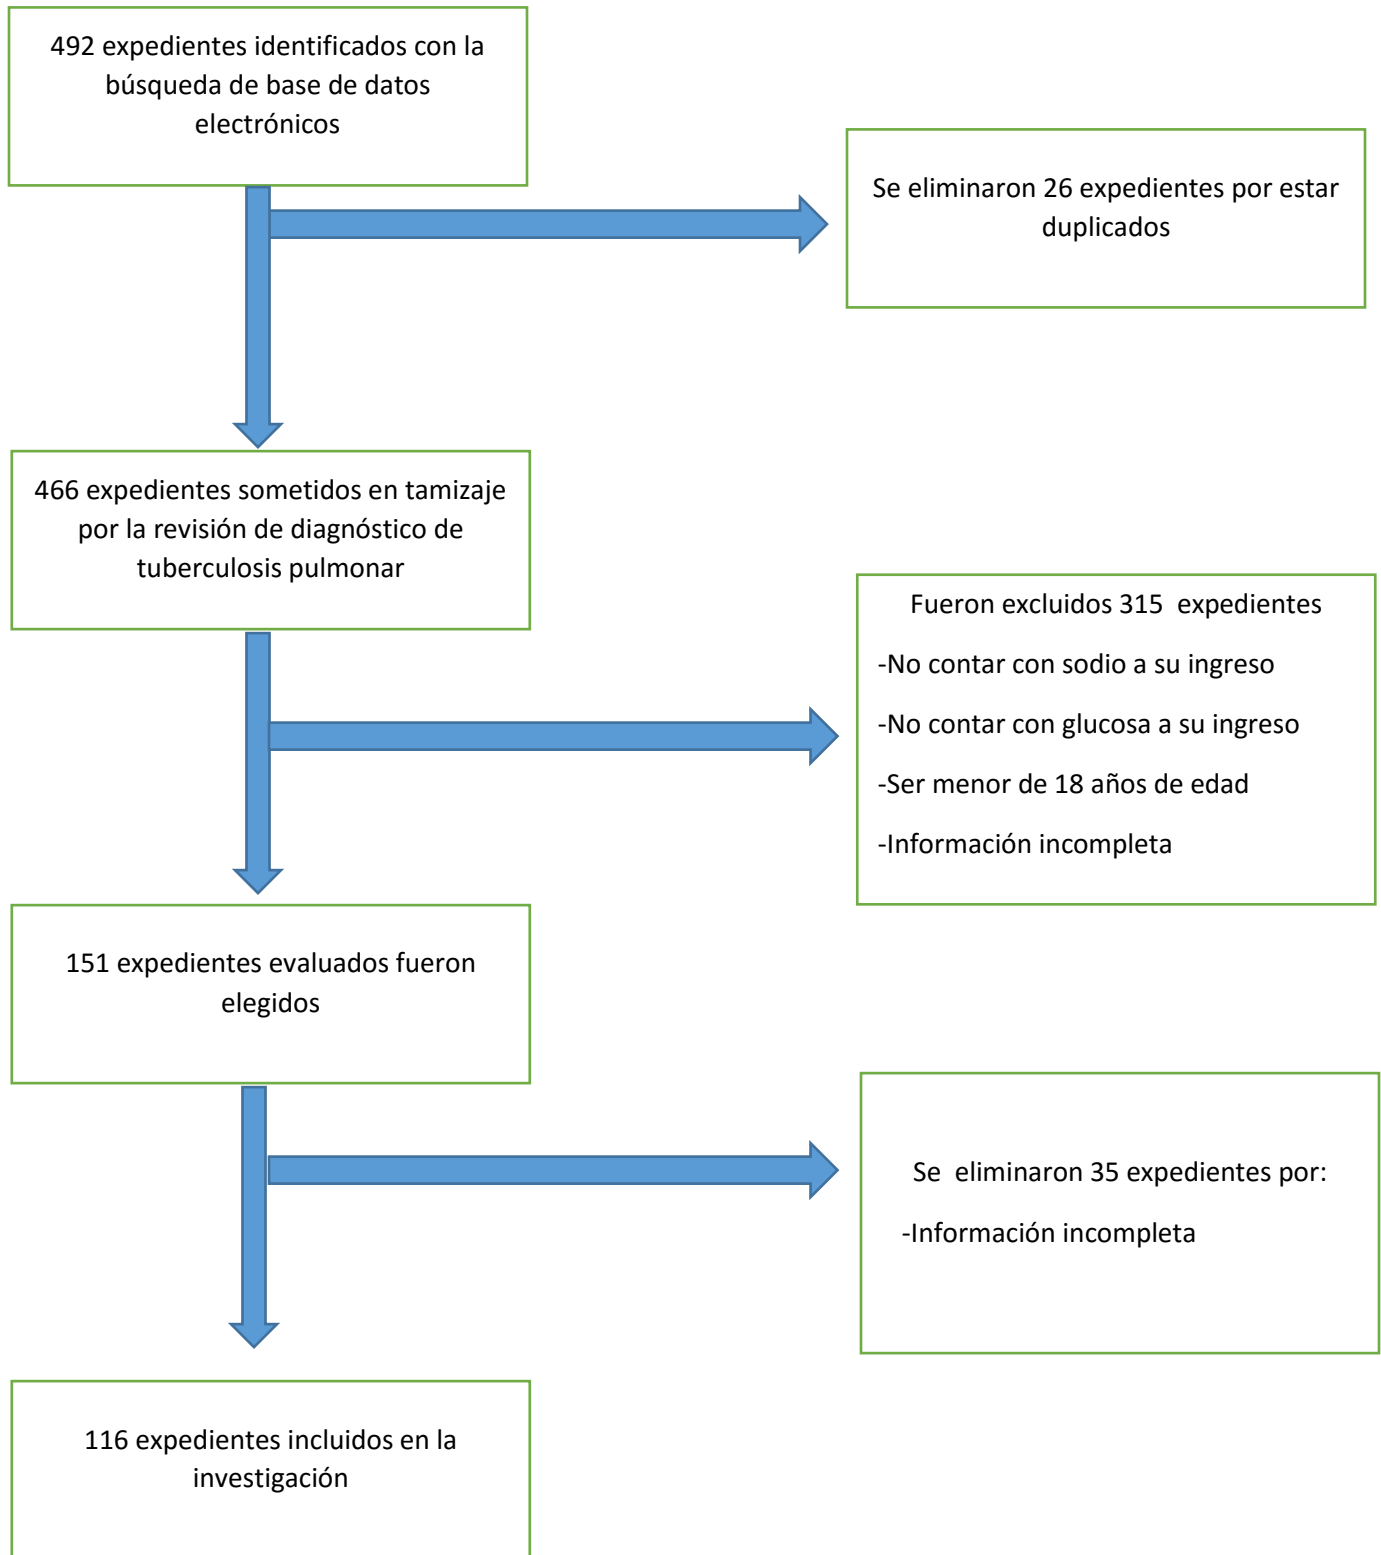 492 expedientes identificados con la
búsqueda de base de datos
electrónicos
Se eliminaron 26 expedientes por estar
duplicados
466 expedientes sometidos en tamizaje
por la revisión de diagnóstico de
tuberculosis pulmonar
Fueron excluidos 315  expedientes
-No contar con sodio a su ingreso
-No contar con glucosa a su ingreso
-Ser menor de 18 años de edad
-Información incompleta
151 expedientes evaluados fueron
elegidos
Se  eliminaron 35 expedientes por:
-Información incompleta
116 expedientes incluidos en la
investigación